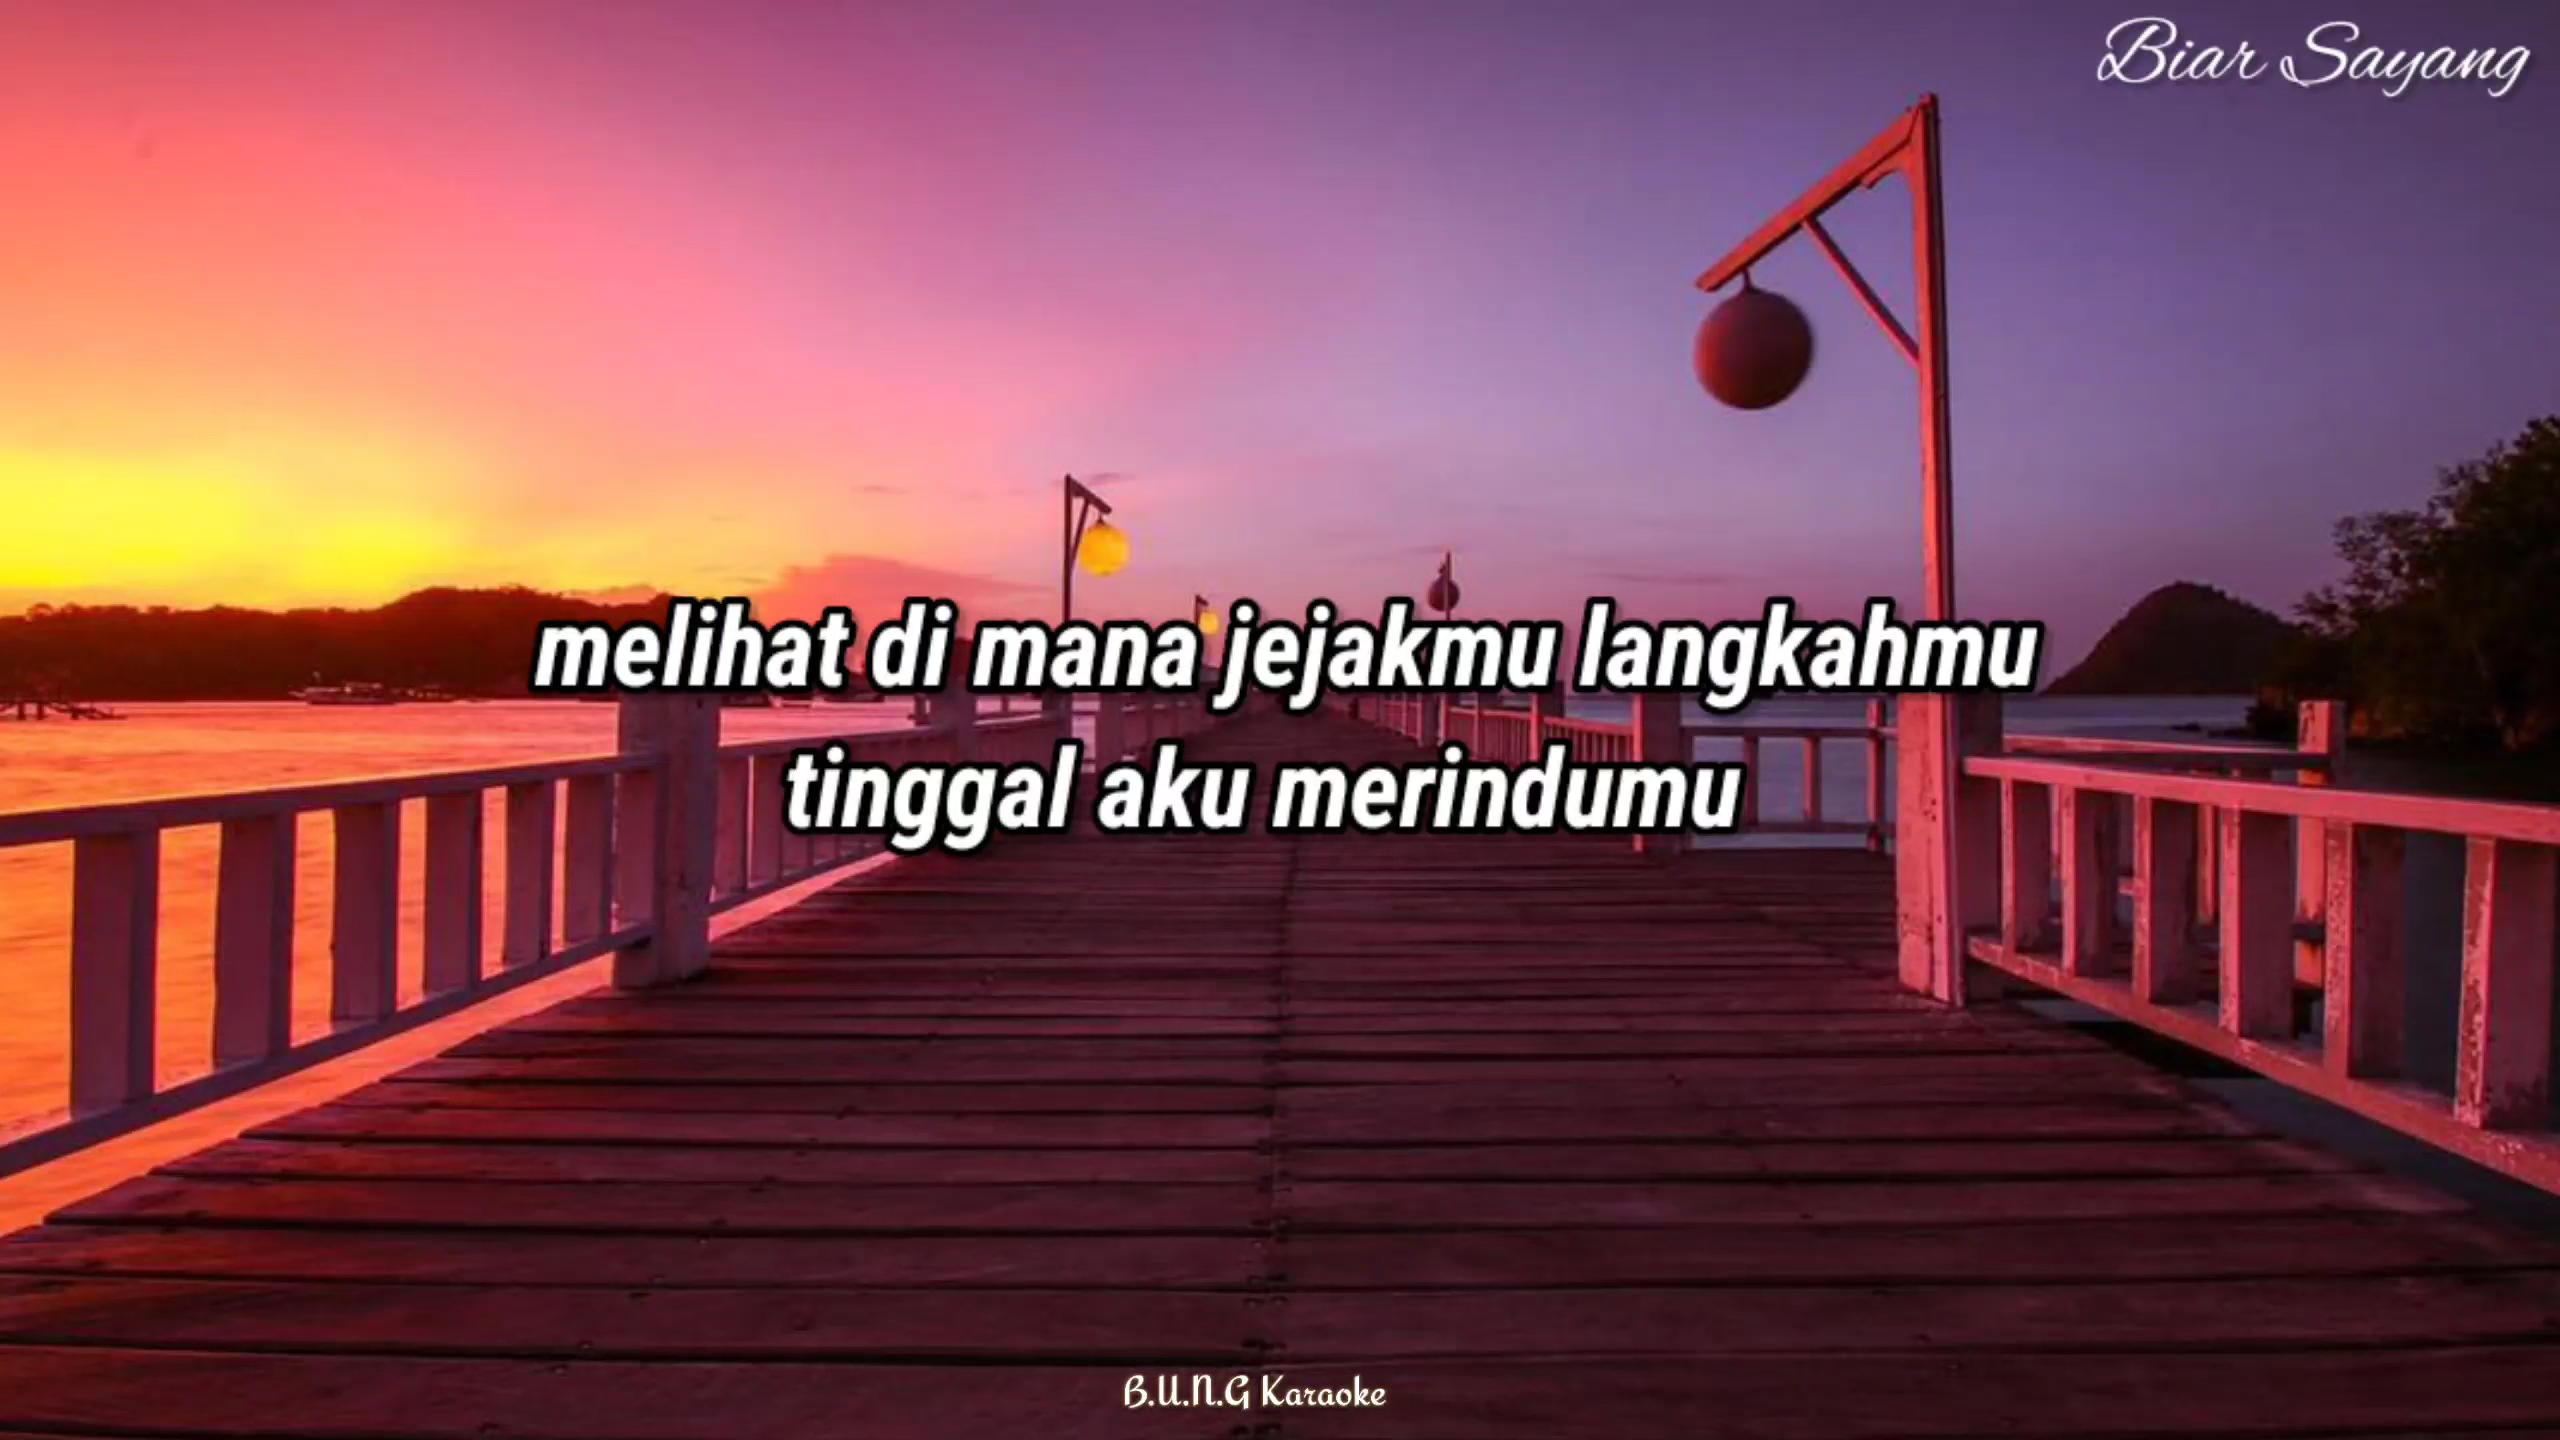 Biar Sayang
melihat di mana jejakmu langkahmu
tinggal aku merindumu
B.U.N.G Karaoke